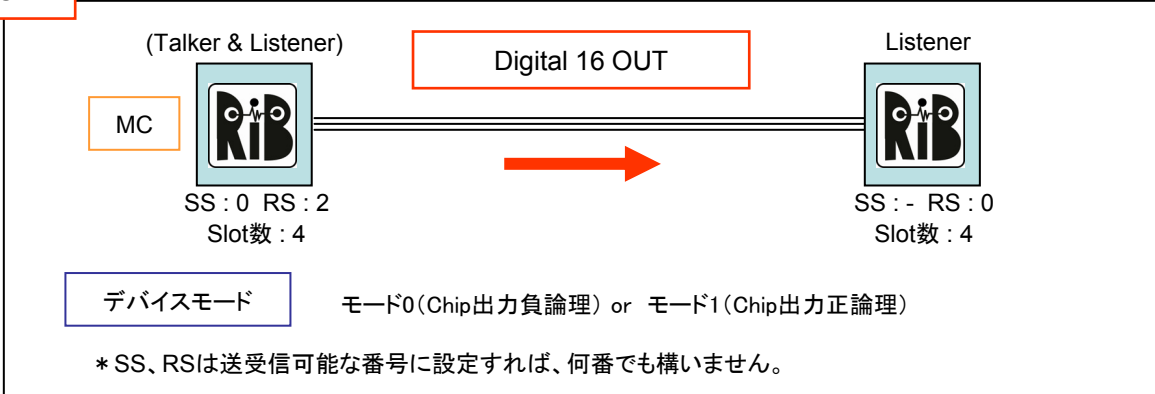 (Talker & Listener)
Digital 16 OUT
Listener
MC
RiB
RiB
SS : 0 RS : 2
Slot数 : 4
SS : - RS : 0
Slot数 : 4
デバイスモード
モード0(Chip出力負論理) or モード1(Chip出力正論理)
＊SS、RSは送受信可能な番号に設定すれば、何番でも構いません。